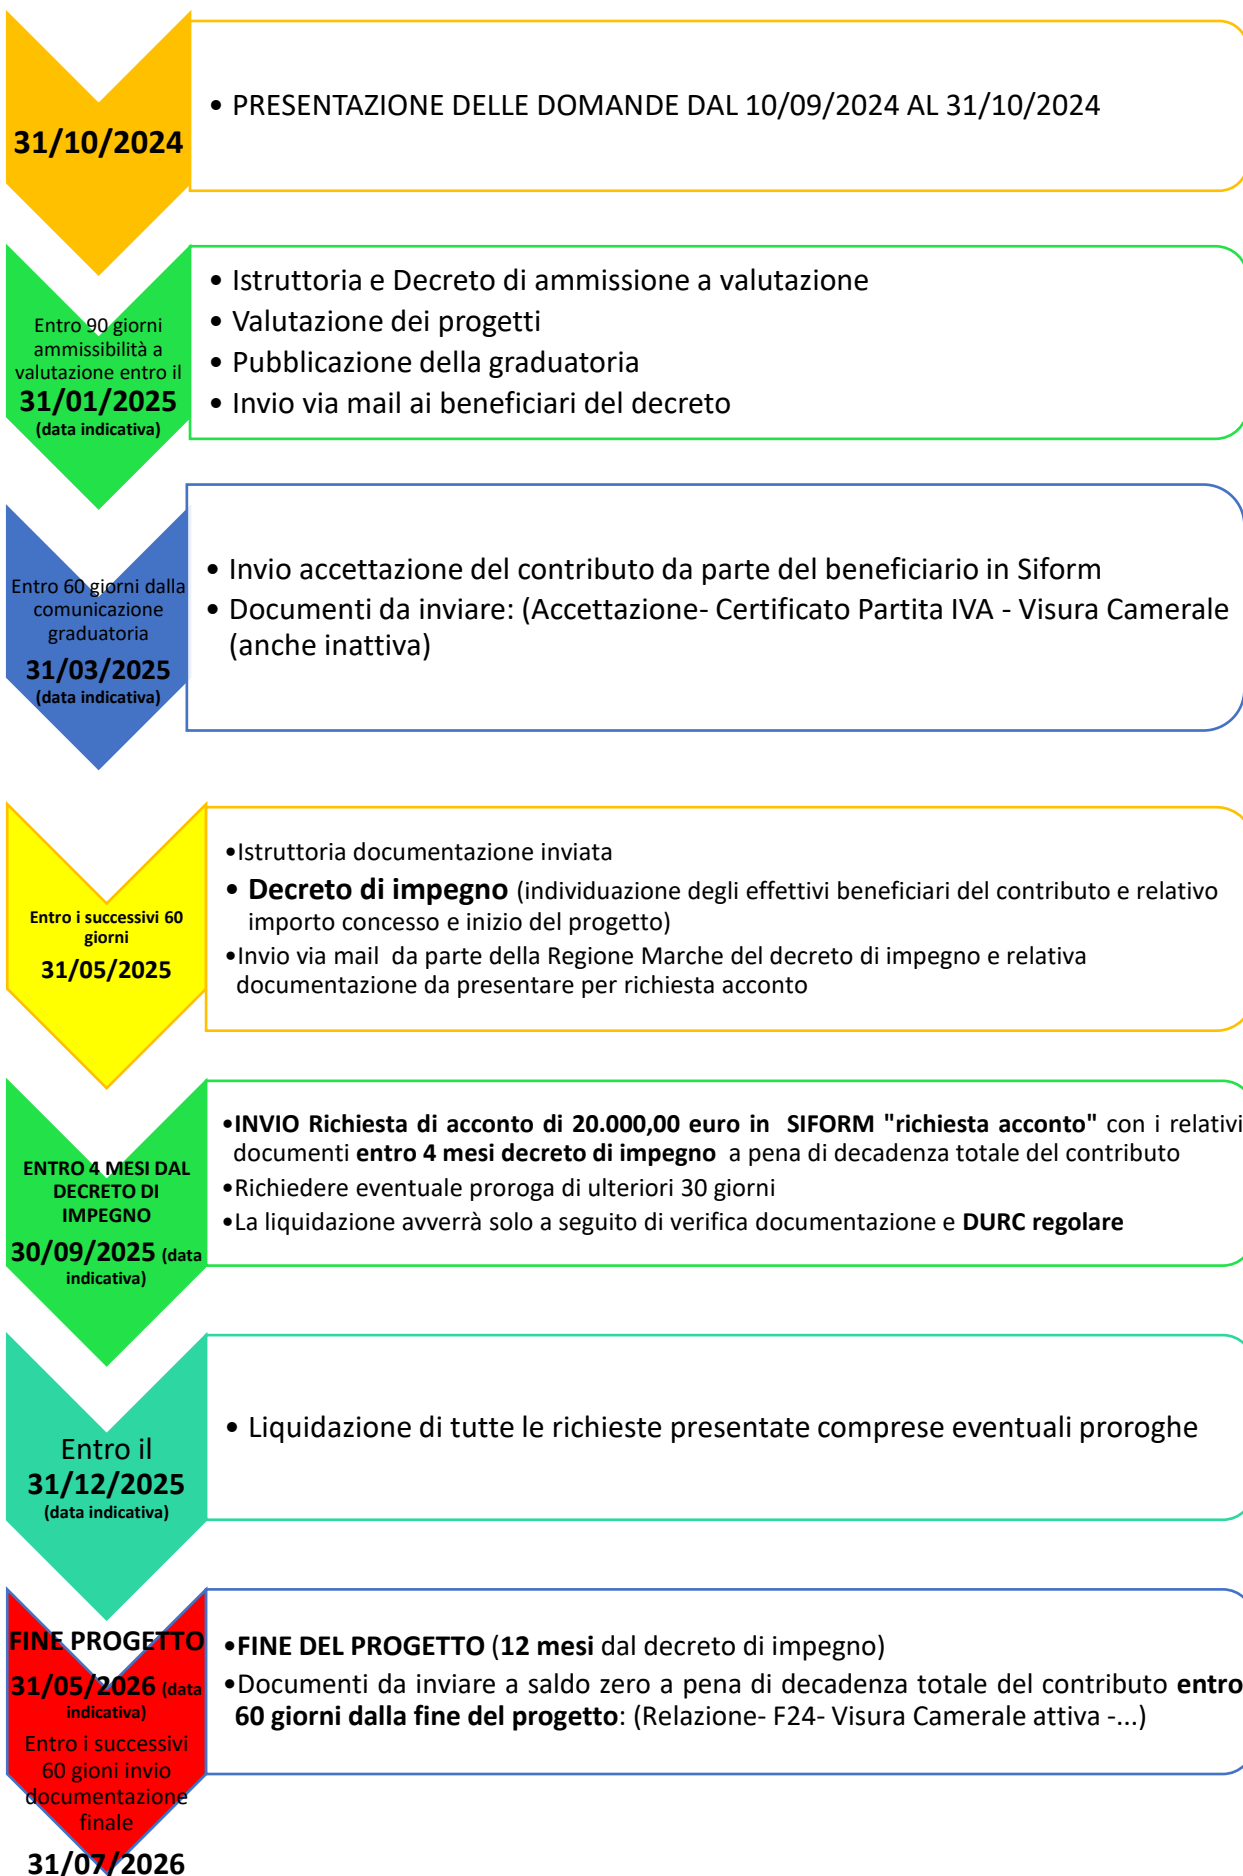 31/10/2024
• PRESENTAZIONE DELLE DOMANDE DAL 10/09/2024 AL 31/10/2024
Entro 90 giorni
ammissibilità a
valutazione entro il
31/01/2025
(data indicativa)
• Istruttoria e Decreto di ammissione a valutazione
• Valutazione dei progetti
• Pubblicazione della graduatoria
• Invio via mail ai beneficiari del decreto
Entro 60 giorni dalla
comunicazione
graduatoria
31/03/2025
(data indicativa)
• Invio accettazione del contributo da parte del beneficiario in Siform
• Documenti da inviare: (Accettazione- Certificato Partita IVA - Visura Camerale
(anche inattiva)
Entro i successivi 60
giorni
31/05/2025
•Istruttoria documentazione inviata
• Decreto di impegno (individuazione degli effettivi beneficiari del contributo e relativo
importo concesso e inizio del progetto)
•Invio via mail da parte della Regione Marche del decreto di impegno e relativa
documentazione da presentare per richiesta acconto
ENTRO 4 MESI DAL
DECRETO DI
IMPEGNO
30/09/2025 (data
indicativa)
•INVIO Richiesta di acconto di 20.000,00 euro in SIFORM "richiesta acconto" con i relativi
documenti entro 4 mesi decreto di impegno a pena di decadenza totale del contributo
•Richiedere eventuale proroga di ulteriori 30 giorni
•La liquidazione avverrà solo a seguito di verifica documentazione e DURC regolare
Entro il
31/12/2025
(data indicativa)
• Liquidazione di tutte le richieste presentate comprese eventuali proroghe
FINE PROGETTO
31/05/2026 (data
indicativa)
Entro i successivi
60 gioni invio
documentazione
finale
31/07/2026
•FINE DEL PROGETTO (12 mesi dal decreto di impegno)
•Documenti da inviare a saldo zero a pena di decadenza totale del contributo entro
60 giorni dalla fine del progetto: (Relazione- F24- Visura Camerale attiva -...)